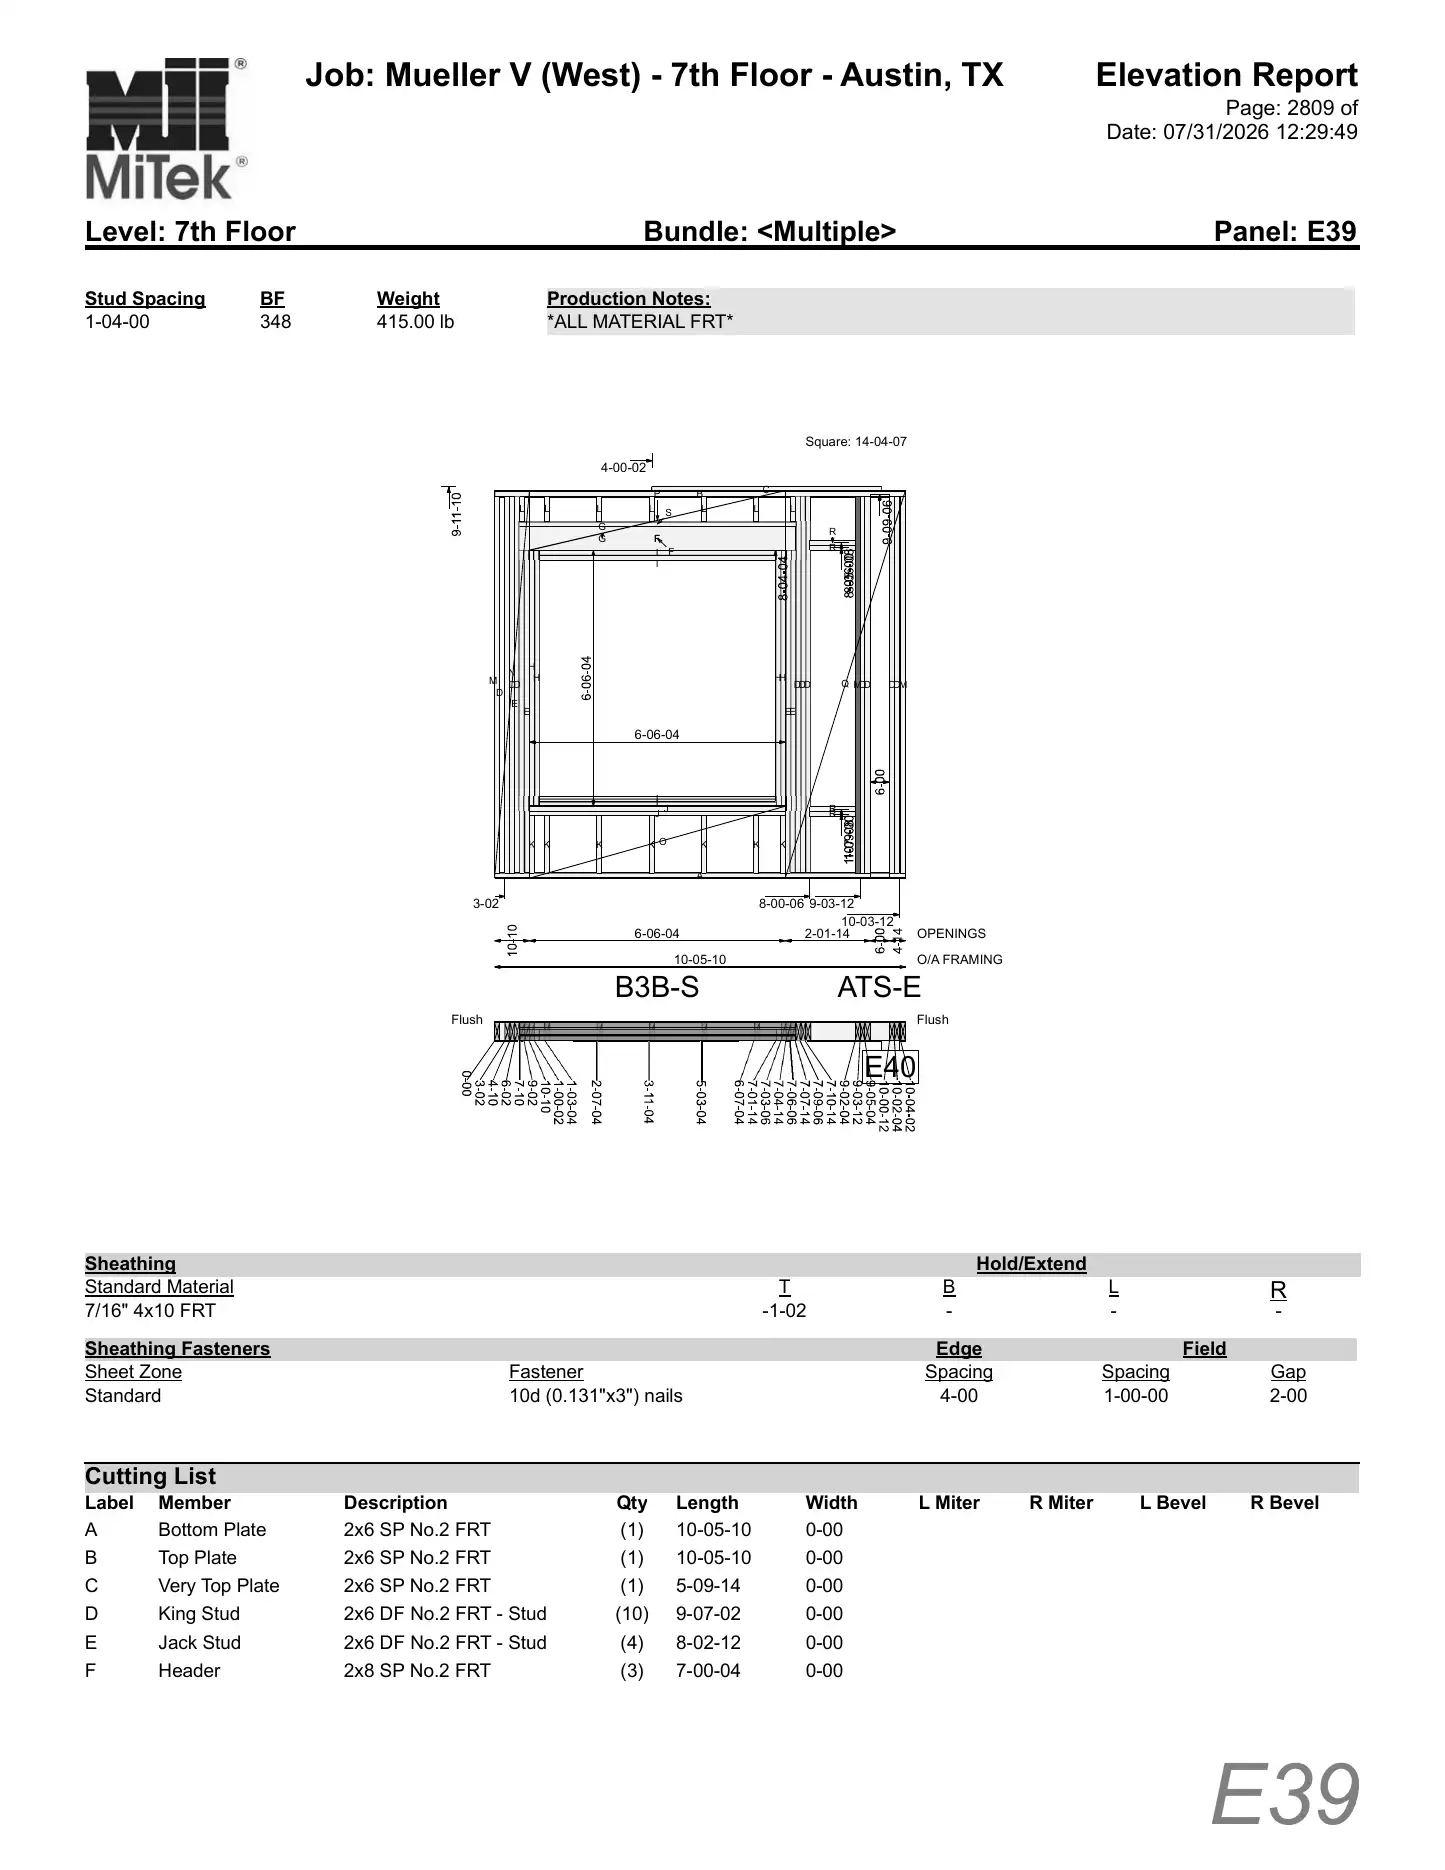 MiTek®
Job: Mueller V (West) - 7th Floor - Austin, TX
Elevation Report
Page: 2809 of
Date: 07/31/2026 12:29:49
Level: 7th Floor Bundle: <Multiple> Panel: E39
Stud Spacing BF Weight Production Notes:
1-04-00 348 415.00 lb *ALL MATERIAL FRT*
Square: 14-04-07
4-00-02
9-11-10
9-09-06
C
B
S
G
F
F
R
8-04-04
6-06-04
M
D
E
H
H
DDD
Q
M
6-06-04
6-00
K K K K O K K K
A
3-02
8-00-06 9-03-12
10-03-12
10-10 6-06-04 2-01-14 6-00 4-14 OPENINGS
10-05-10 O/A FRAMING
B3B-S ATS-E
Flush Flush
E40
0-00
3-02
4-10
6-02
7-10
9-02
10-10
1-00-02
1-03-04
2-07-04
3-11-04
5-03-04
6-07-04
7-01-14
7-03-06
7-04-14
7-06-06
7-07-14
7-09-06
7-10-14
9-02-04
9-03-12
9-05-04
10-00-12
10-02-04
10-04-02
Sheathing Hold/Extend
Standard Material T B L R
7/16" 4x10 FRT -1-02 - - -
Sheathing Fasteners Edge Field
Sheet Zone Fastener Spacing Spacing Gap
Standard 10d (0.131"x3") nails 4-00 1-00-00 2-00
Cutting List
Label Member Description Qty Length Width L Miter R Miter L Bevel R Bevel
A Bottom Plate 2x6 SP No.2 FRT (1) 10-05-10 0-00
B Top Plate 2x6 SP No.2 FRT (1) 10-05-10 0-00
C Very Top Plate 2x6 SP No.2 FRT (1) 5-09-14 0-00
D King Stud 2x6 DF No.2 FRT - Stud (10) 9-07-02 0-00
E Jack Stud 2x6 DF No.2 FRT - Stud (4) 8-02-12 0-00
F Header 2x8 SP No.2 FRT (3) 7-00-04 0-00
E39